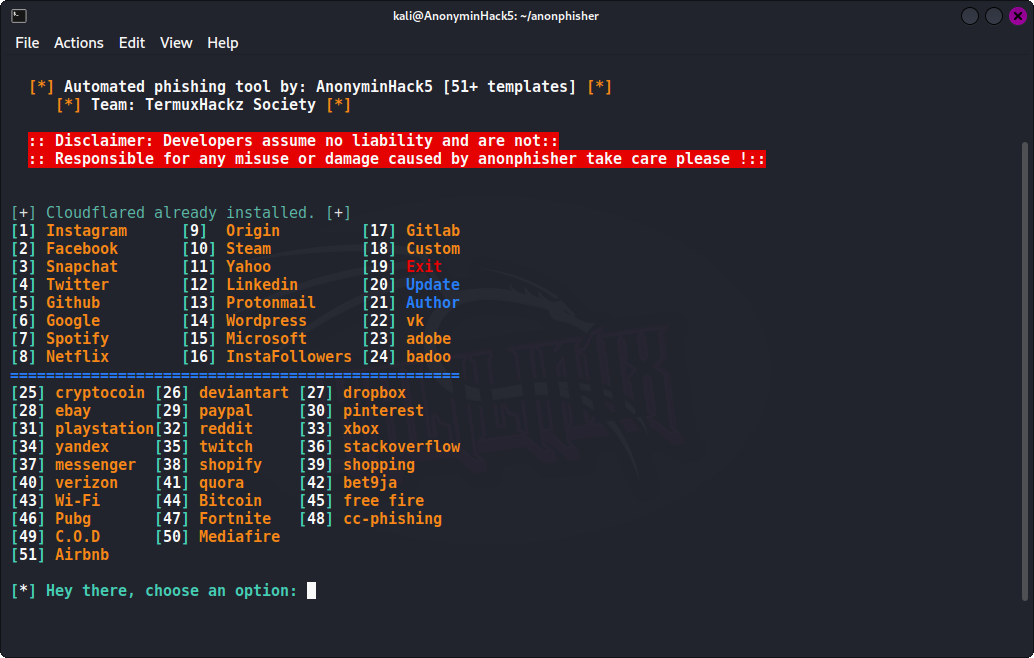 kali@AnonyminHack5: ~/anonphisher
File Actions Edit View Help
[*] Automated phishing tool by: AnonyminHack5 [51+ templates] [*]
[*] Team: TermuxHackz Society [*]
:: Disclaimer: Developers assume no liability and are not::
:: Responsible for any misuse or damage caused by anonphisher take care please !::
[+] Cloudflared already installed. [+]
[1] Instagram [9] Origin [17] Gitlab
[2] Facebook [10] Steam [18] Custom
[3] Snapchat [11] Yahoo [19] Exit
[4] Twitter [12] Linkedin [20] Update
[5] Github [13] Protonmail [21] Author
[6] Google [14] Wordpress [22] vk
[7] Spotify [15] Microsoft [23] adobe
[8] Netflix [16] InstaFollowers [24] badoo
==================================================
[25] cryptocoin [26] deviantart [27] dropbox
[28] ebay [29] paypal [30] pinterest
[31] playstation[32] reddit [33] xbox
[34] yandex [35] twitch [36] stackoverflow
[37] messenger [38] shopify [39] shopping
[40] verizon [41] quora [42] bet9ja
[43] Wi-Fi [44] Bitcoin [45] free fire
[46] Pubg [47] Fortnite [48] cc-phishing
[49] C.O.D [50] Mediafire
[51] Airbnb
[*] Hey there, choose an option: